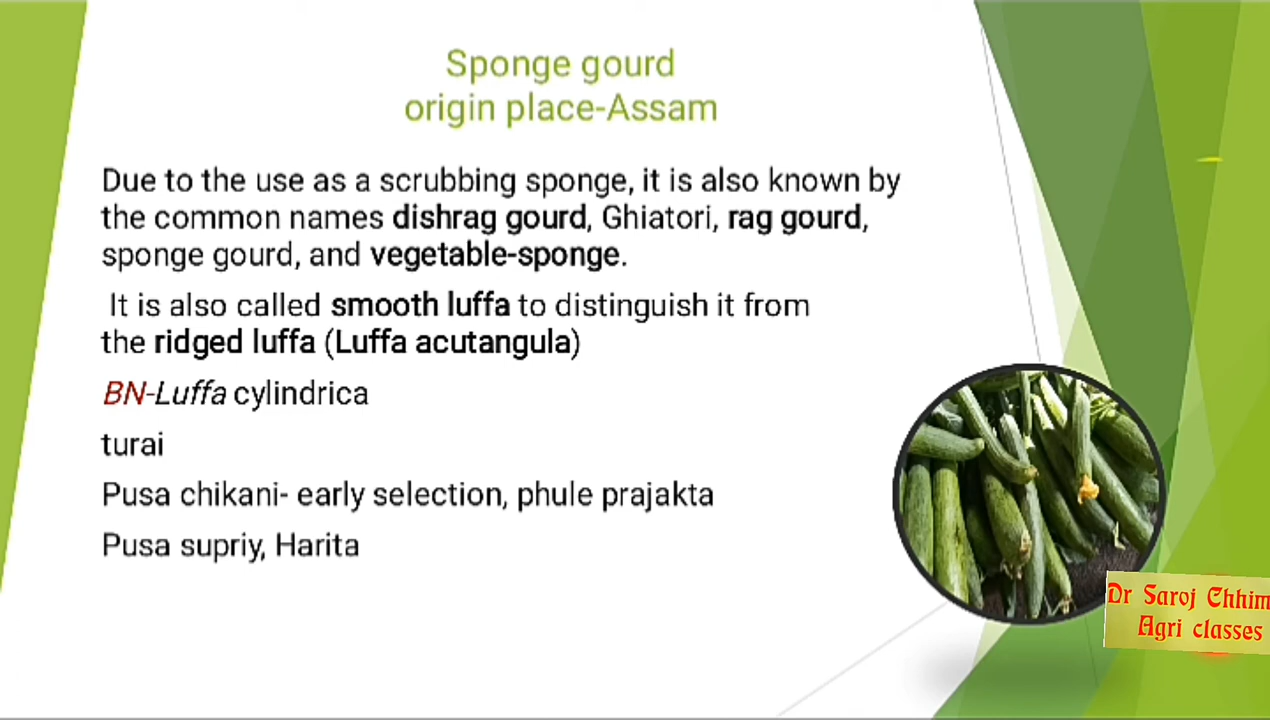 Sponge gourd
origin place-Assam
Due to the use as a scrubbing sponge, it is also known by
the common names dishrag gourd, Ghiatori, rag gourd,
sponge gourd, and vegetable-sponge.
It is also called smooth luffa to distinguish it from
the ridged luffa (Luffa acutangula)
BN-Luffa cylindrica
turai
Pusa chikani- early selection, phule prajakta
Pusa supriy, Harita
Dr Saroj Chhim
Agri classes